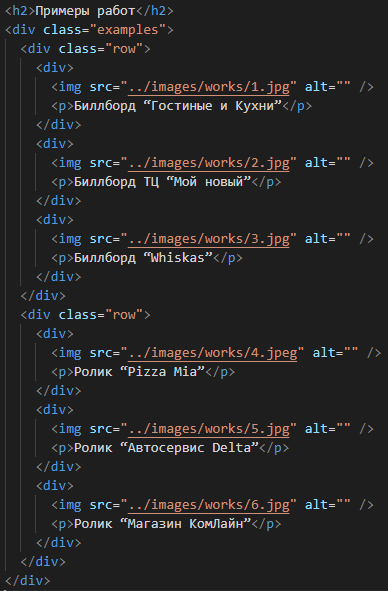 <h2>Примеры работ</h2>
<div class="examples">
<div class="row">
<div>
<img src="../images/works/1.jpg" alt="" />
<p>Биллборд “Гостиные и Кухни”</p>
</div>
<div>
<img src="../images/works/2.jpg" alt="" />
<p>Биллборд ТЦ “Мой новый”</p>
</div>
<div>
<img src="../images/works/3.jpg" alt="" />
<p>Биллборд “Whiskas”</p>
</div>
</div>
<div class="row">
<div>
<img src="../images/works/4.jpeg" alt="" />
<p>Ролик “Pizza Mia”</p>
</div>
<div>
<img src="../images/works/5.jpg" alt="" />
<p>Ролик “Автосервис Delta”</p>
</div>
<div>
<img src="../images/works/6.jpg" alt="" />
<p>Ролик “Магазин КомЛайн”</p>
</div>
</div>
</div>